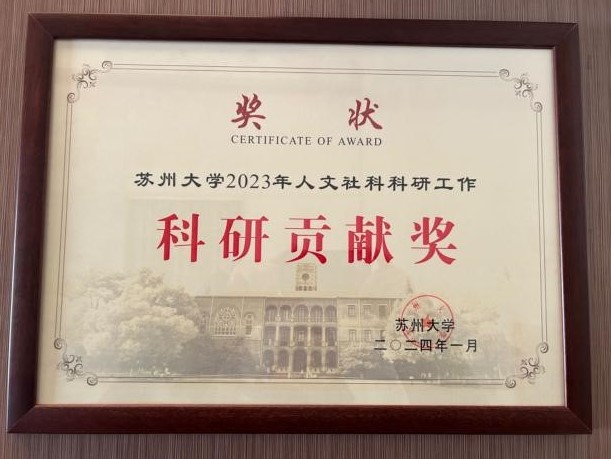 奖 状
CERTIFICATE OF AWARD
苏州大学2023年人文社科科研工作
科研贡献奖
苏州大学
二〇二四年一月